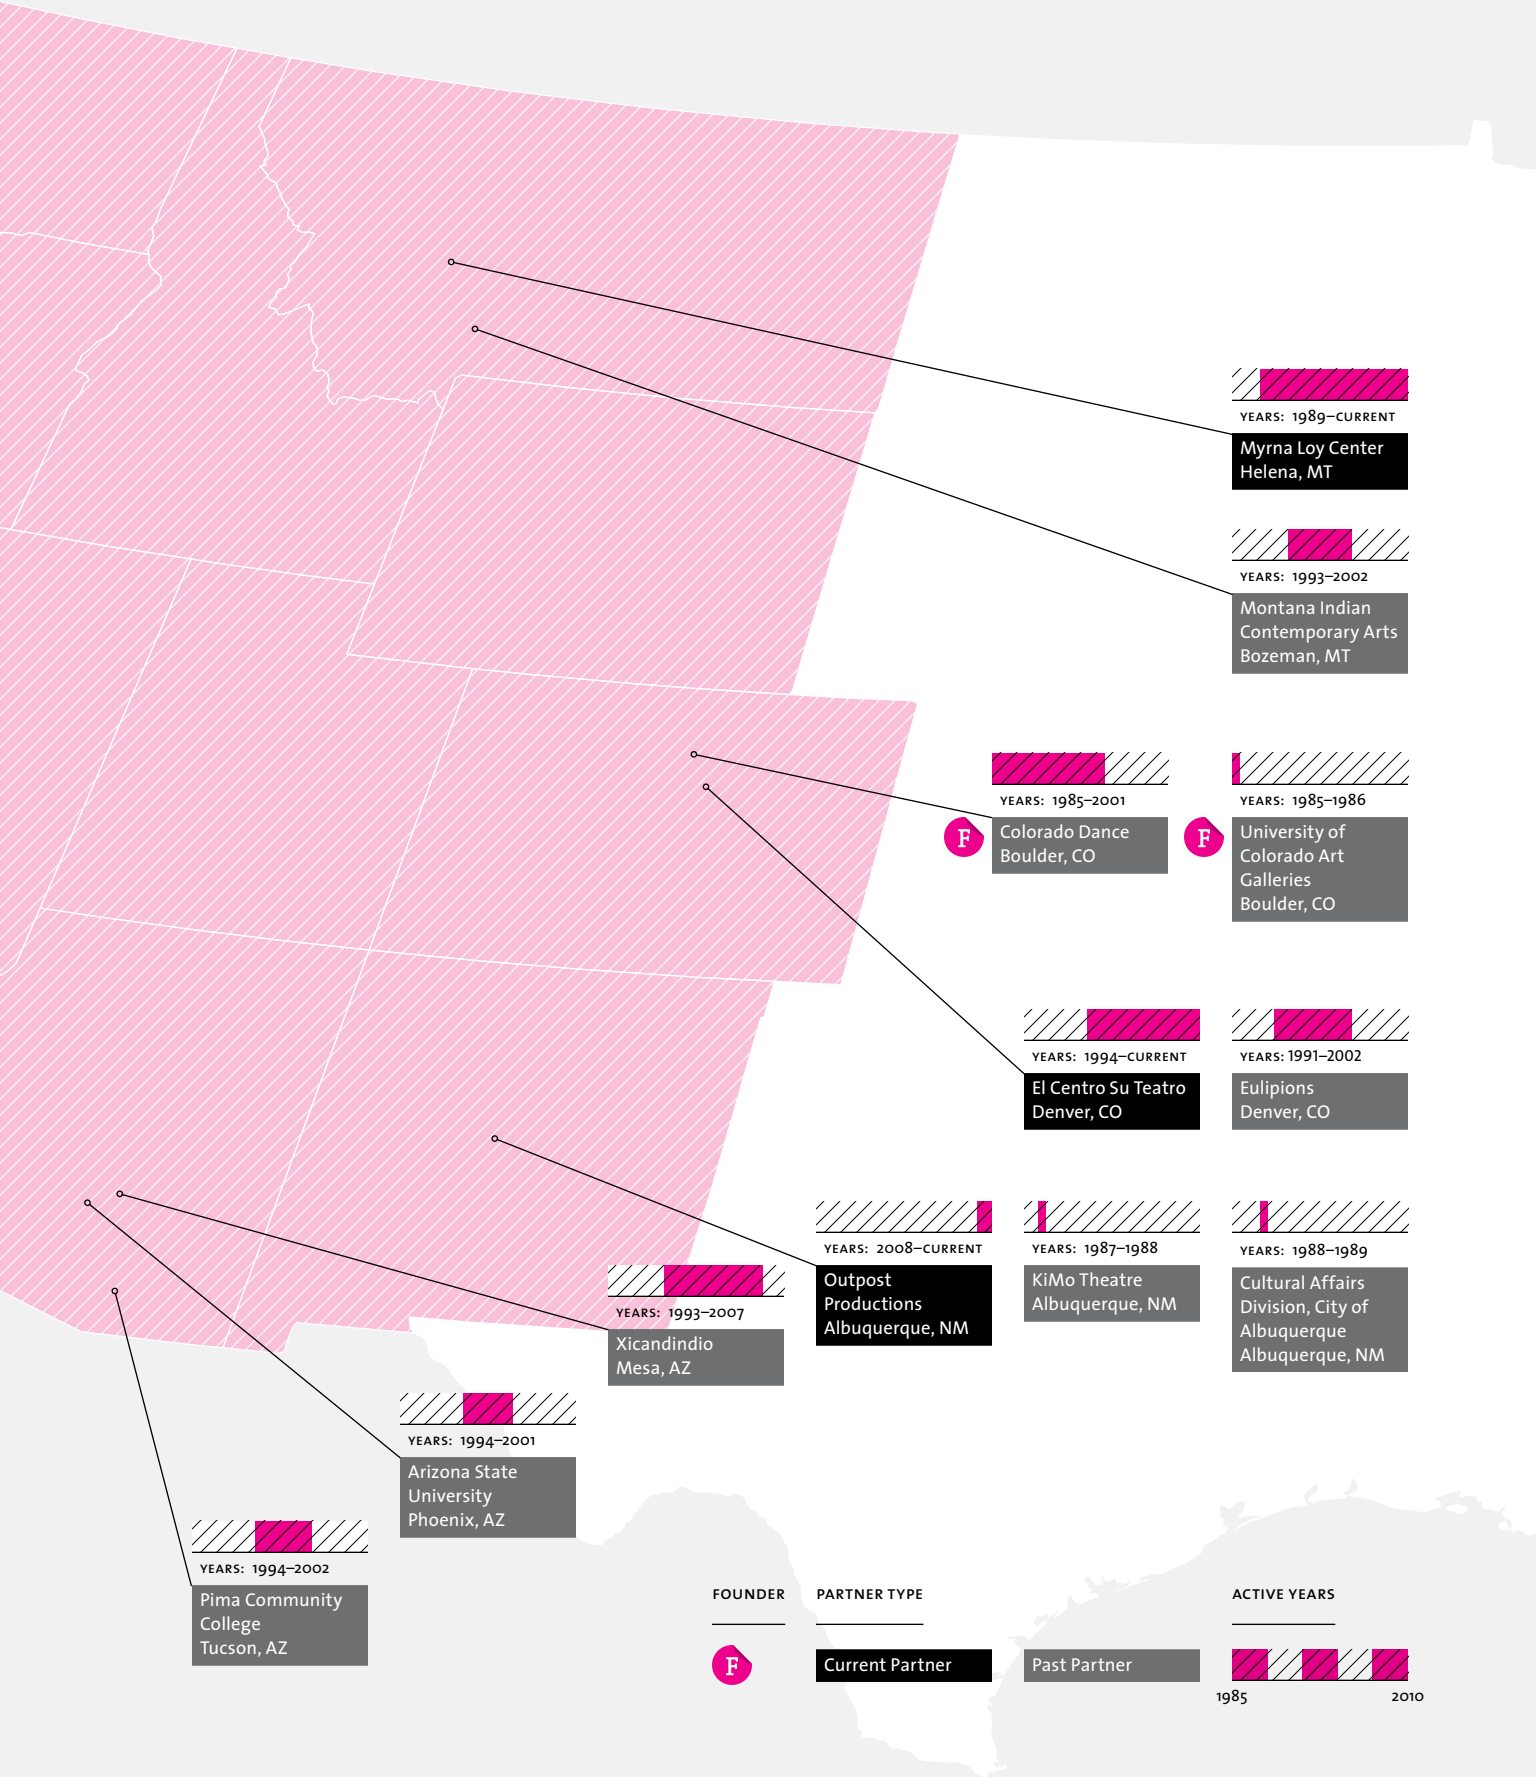 YEARS: 1989–CURRENT
Myrna Loy Center
Helena, MT
YEARS: 1993–2002
Montana Indian
Contemporary Arts
Bozeman, MT
YEARS: 1985–2001
F
Colorado Dance
Boulder, CO
YEARS: 1985–1986
F
University of
Colorado Art
Galleries
Boulder, CO
YEARS: 1994–CURRENT
El Centro Su Teatro
Denver, CO
YEARS: 1991–2002
Eulipions
Denver, CO
YEARS: 2008–CURRENT
Outpost
Productions
Albuquerque, NM
YEARS: 1987–1988
KiMo Theatre
Albuquerque, NM
YEARS: 1988–1989
Cultural Affairs
Division, City of
Albuquerque
Albuquerque, NM
YEARS: 1993–2007
Xicandindio
Mesa, AZ
YEARS: 1994–2001
Arizona State
University
Phoenix, AZ
YEARS: 1994–2002
Pima Community
College
Tucson, AZ
FOUNDER
F
PARTNER TYPE
Current Partner
Past Partner
ACTIVE YEARS
1985
2010